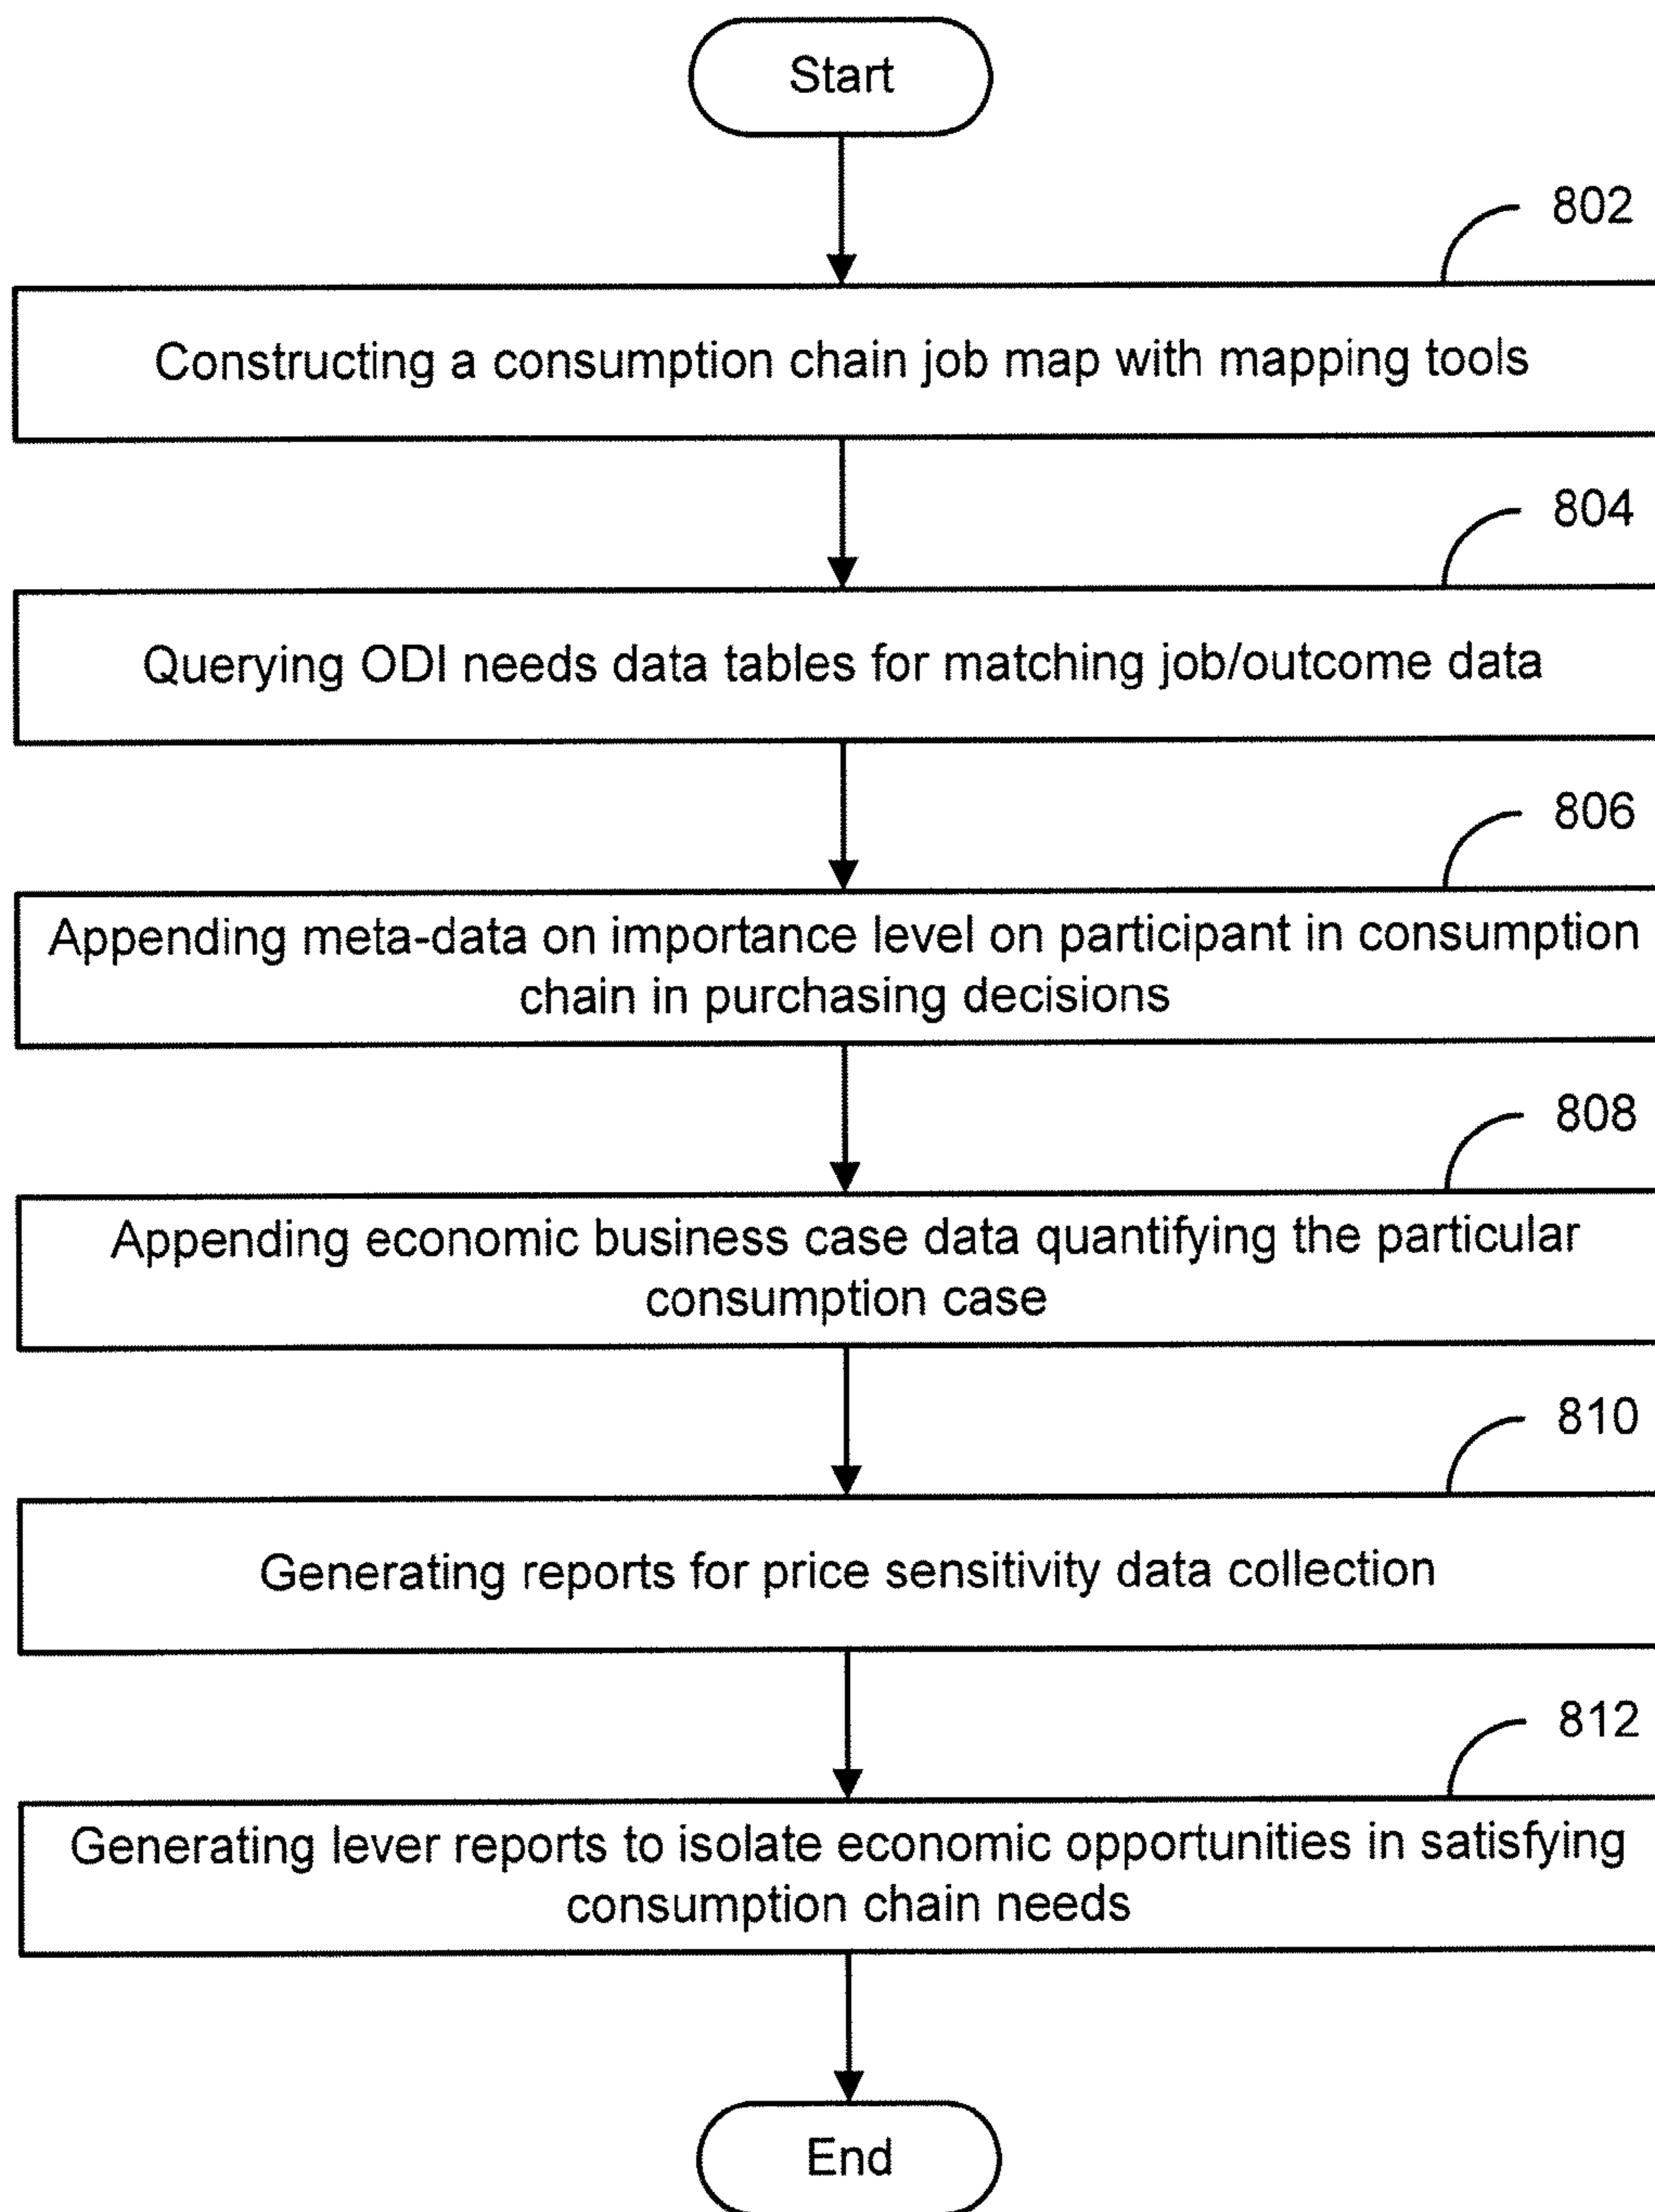 Start
802
Constructing a consumption chain job map with mapping tools
804
Querying ODI needs data tables for matching job/outcome data
806
Appending meta-data on importance level on participant in consumption
chain in purchasing decisions
808
Appending economic business case data quantifying the particular
consumption case
810
Generating reports for price sensitivity data collection
812
Generating lever reports to isolate economic opportunities in satisfying
consumption chain needs
End